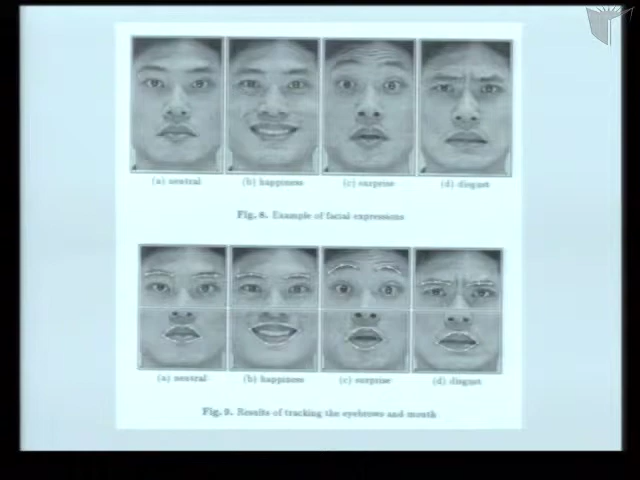 (a) neutral (b) happiness (c) surprise (d) disgust
Fig. 8. Example of facial expressions
(a) neutral (b) happiness (c) surprise (d) disgust
Fig. 9. Results of tracking the eyebrows and mouth